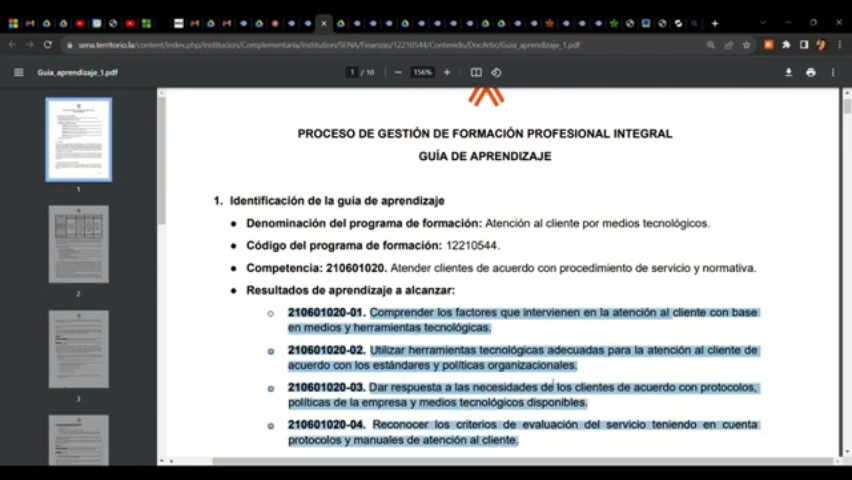 sena.territorio.la/content/index.php/institucion/Complementaria/institution/SENA/Finanzas/12210544/Contenido/DocArtic/Guia_aprendizaje_1.pdf
Guia_aprendizaje_1.pdf
1 / 10
156%
1
2
3
PROCESO DE GESTIÓN DE FORMACIÓN PROFESIONAL INTEGRAL
GUÍA DE APRENDIZAJE
1. Identificación de la guía de aprendizaje
● Denominación del programa de formación: Atención al cliente por medios tecnológicos.
● Código del programa de formación: 12210544.
● Competencia: 210601020. Atender clientes de acuerdo con procedimiento de servicio y normativa.
● Resultados de aprendizaje a alcanzar:
○ 210601020-01. Comprender los factores que intervienen en la atención al cliente con base
en medios y herramientas tecnológicas.
○ 210601020-02. Utilizar herramientas tecnológicas adecuadas para la atención al cliente de
acuerdo con los estándares y políticas organizacionales.
○ 210601020-03. Dar respuesta a las necesidades de los clientes de acuerdo con protocolos,
políticas de la empresa y medios tecnológicos disponibles.
○ 210601020-04. Reconocer los criterios de evaluación del servicio teniendo en cuenta
protocolos y manuales de atención al cliente.